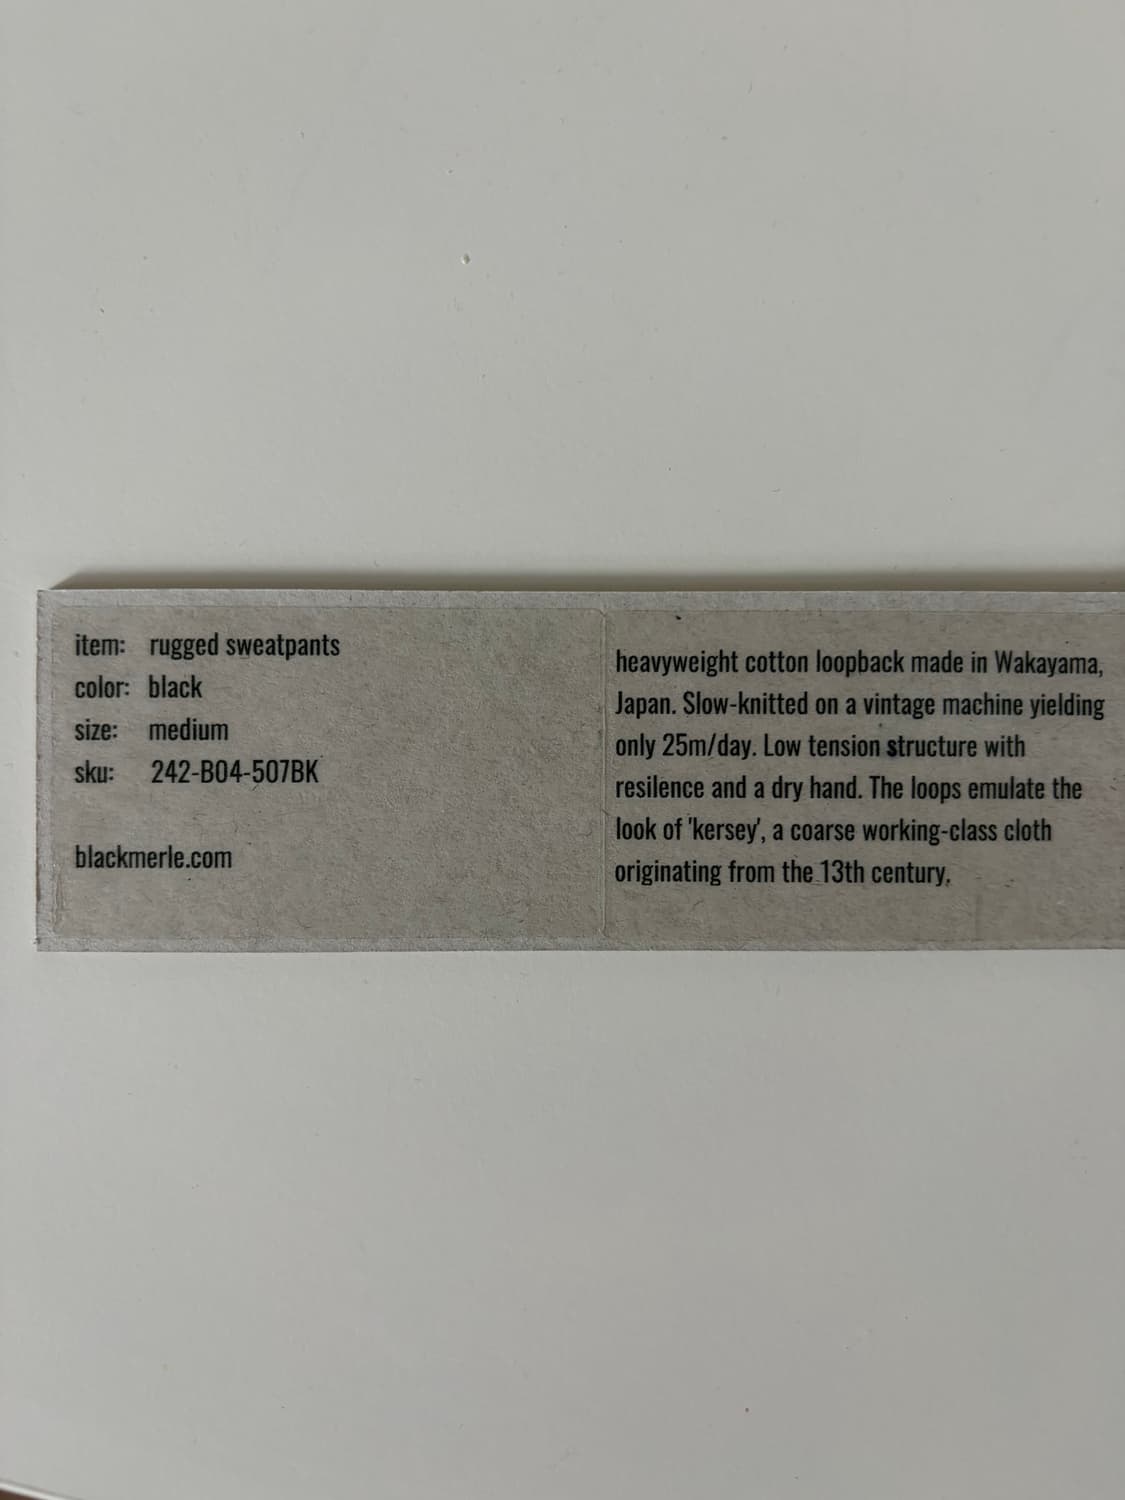 item: rugged sweatpants
color: black
size: medium
sku: 242-B04-507BK
blackmerle.com
heavyweight cotton loopback made in Wakayama,
Japan. Slow-knitted on a vintage machine yielding
only 25m/day. Low tension structure with
resilence and a dry hand. The loops emulate the
look of 'kersey', a coarse working-class cloth
originating from the 13th century.